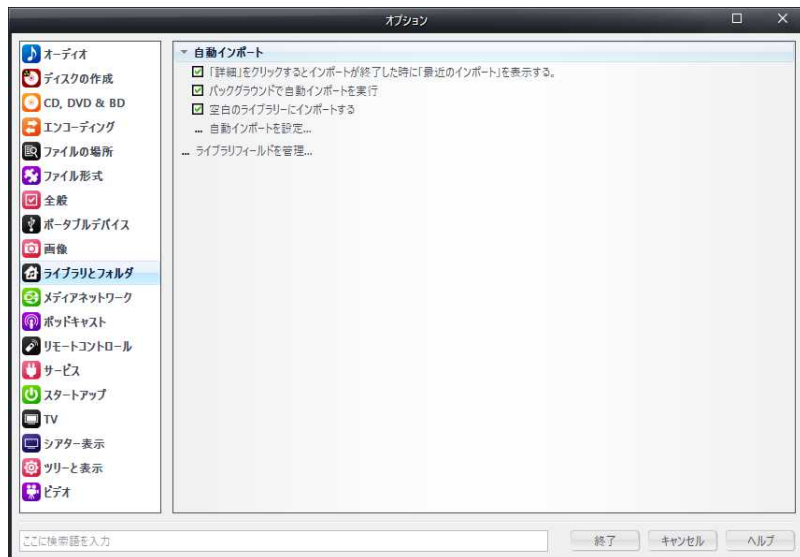 オプション
オーディオ
ディスクの作成
CD, DVD & BD
エンコーディング
ファイルの場所
ファイル形式
全般
ポータブルデバイス
画像
ライブラリとフォルダ
メディアネットワーク
ポッドキャスト
リモートコントロール
サービス
スタートアップ
TV
シアター表示
ツリーと表示
ビデオ
自動インポート
「詳細」をクリックするとインポートが終了した時に「最近のインポート」を表示する。
バックグラウンドで自動インポートを実行
空白のライブラリーにインポートする
... 自動インポートを設定...
... ライブラリフィールドを管理...
ここに検索語を入力
終了
キャンセル
ヘルプ